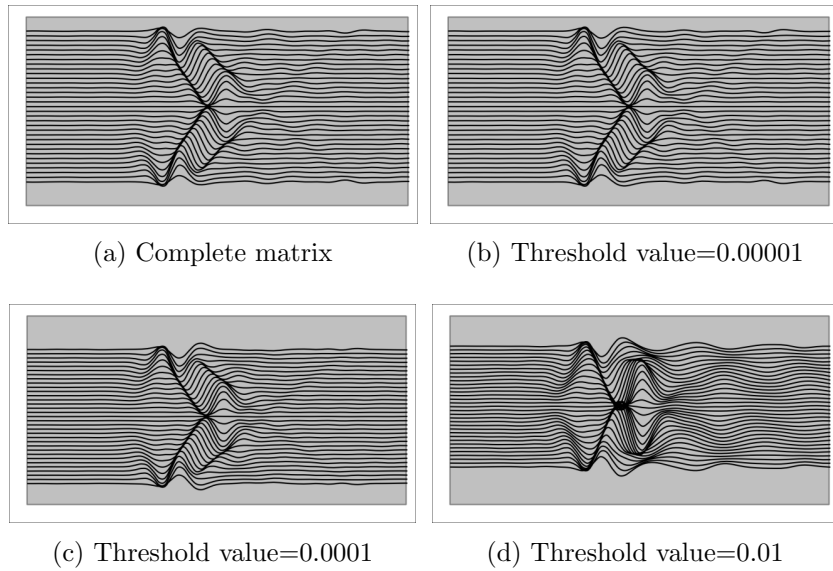 (a) Complete matrix
(b) Threshold value=0.00001
(c) Threshold value=0.0001
(d) Threshold value=0.01